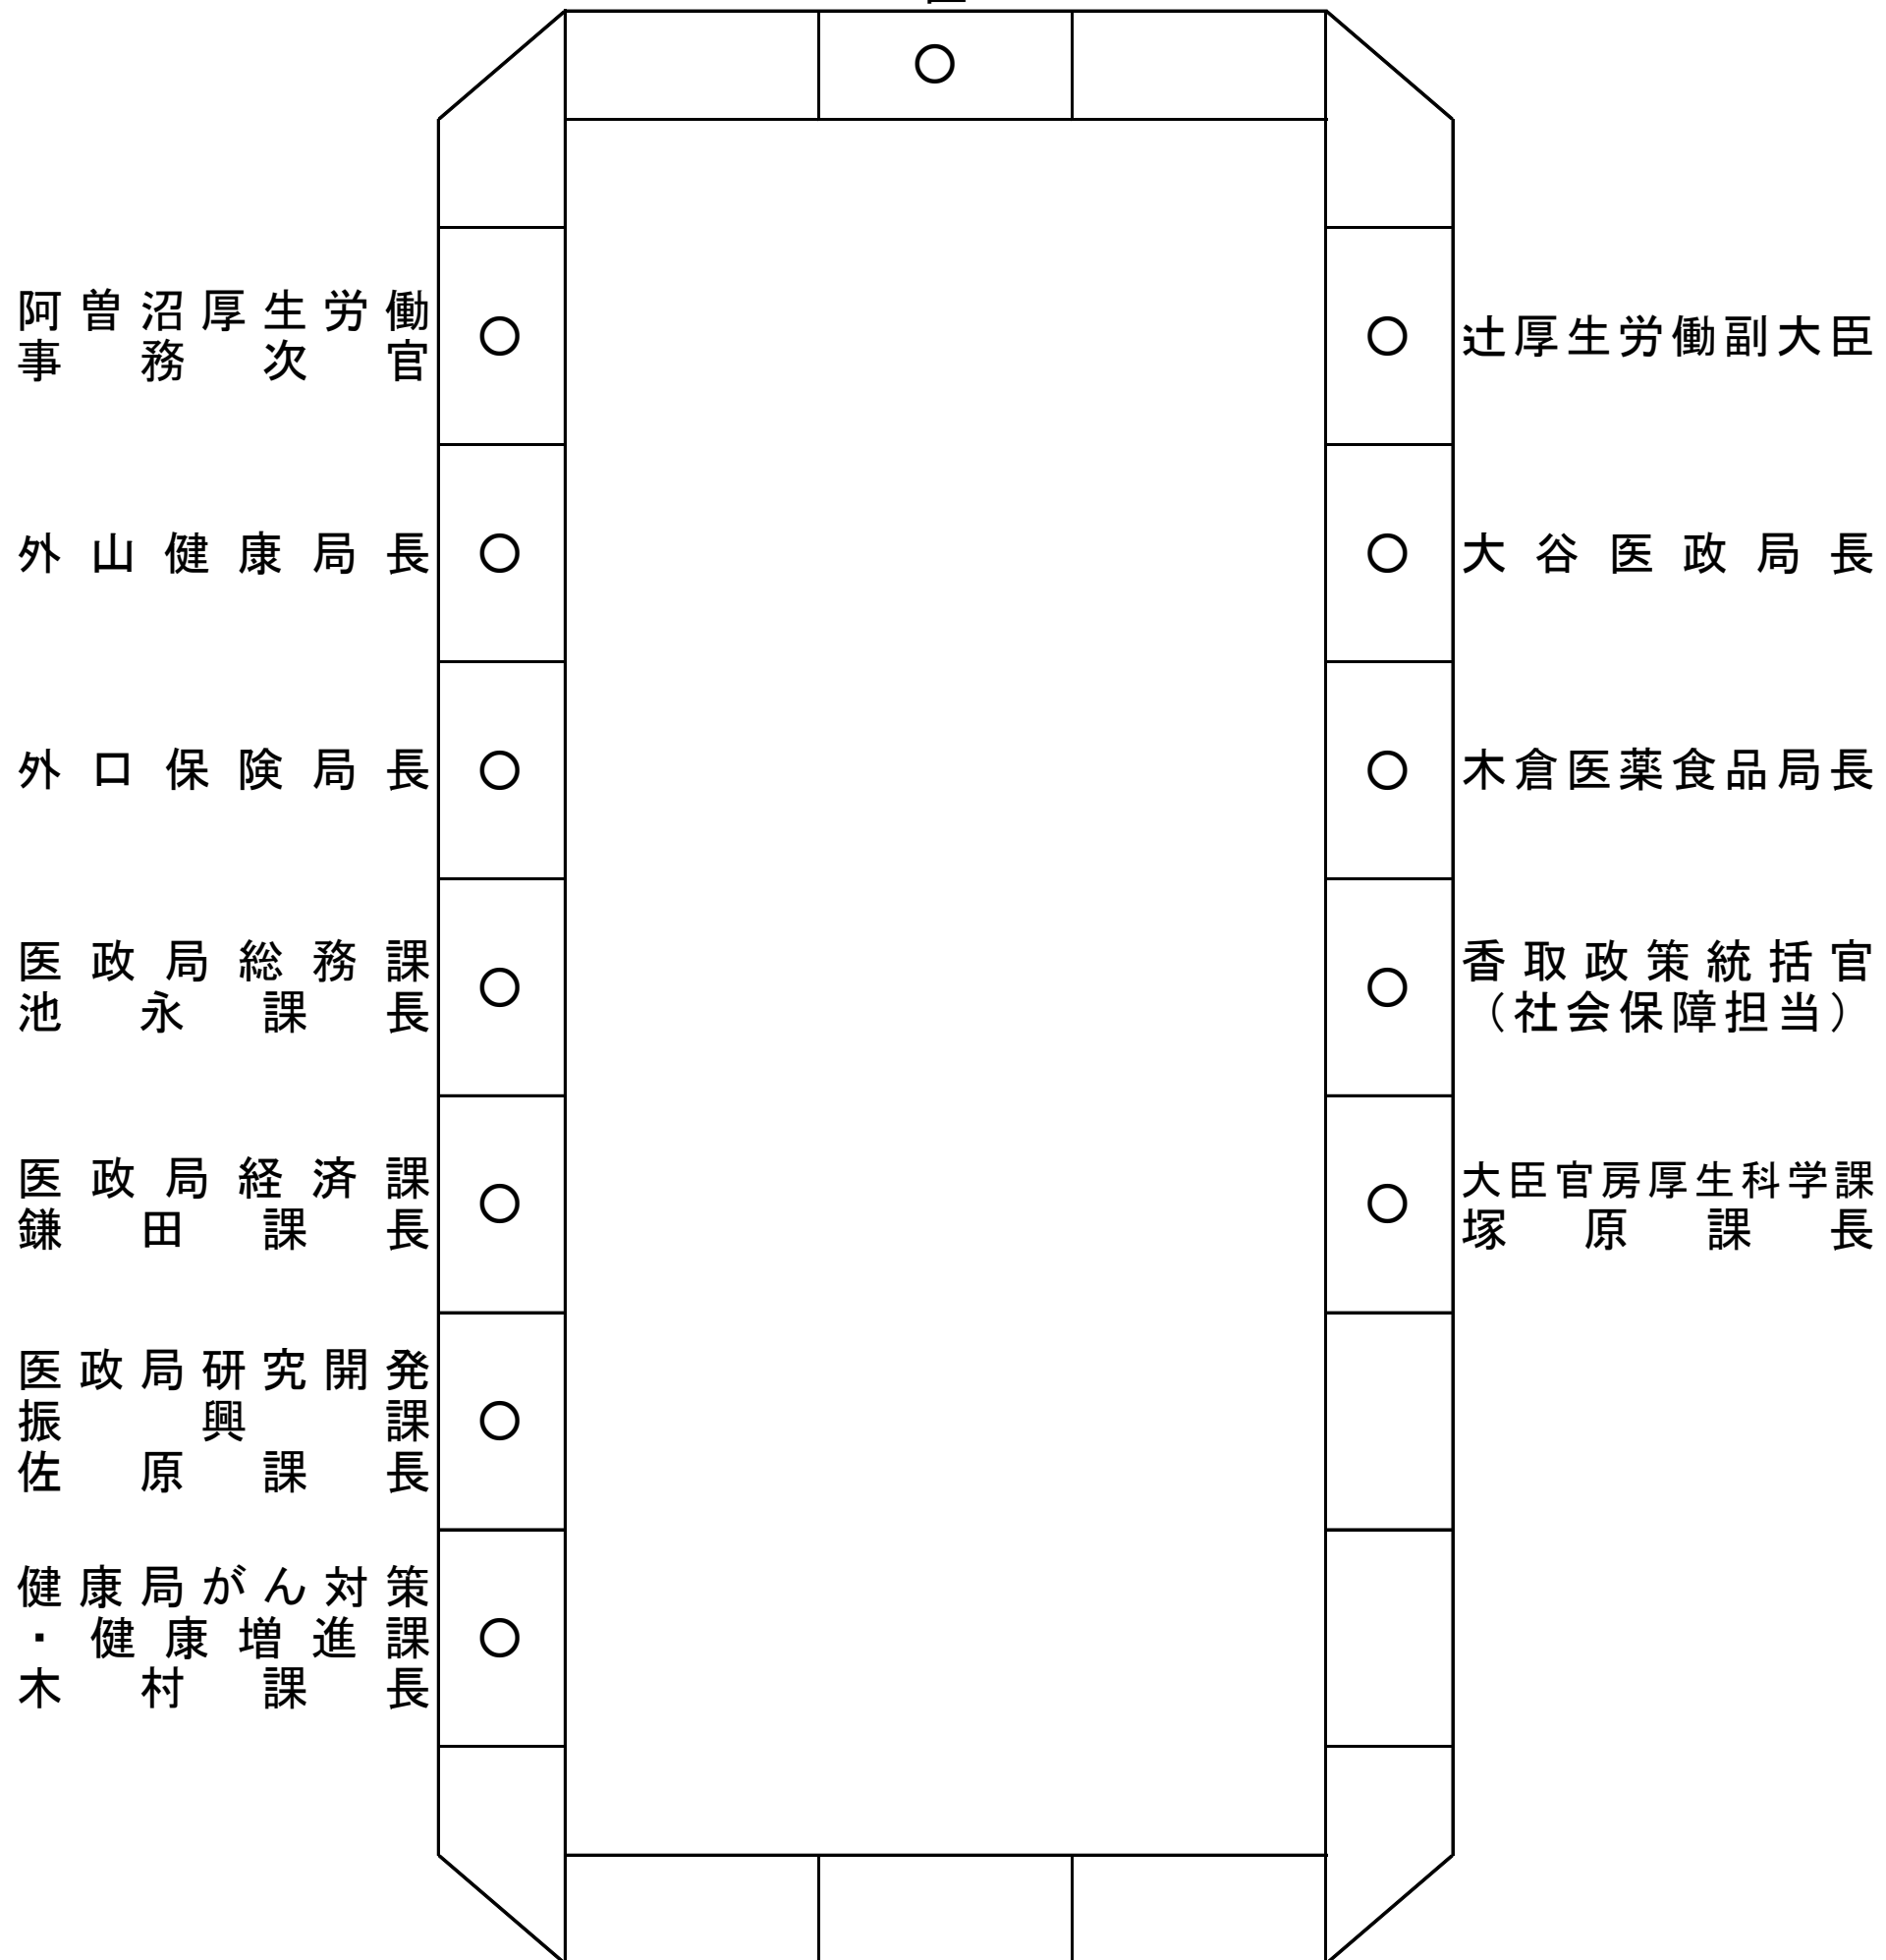 阿曽沼厚生労働
事務次官
外山健康局長
外口保険局長
医政局総務課
池永課長
医政局経済課
鎌田課長
医政局研究開発
振興課
佐原課長
健康局がん対策
・健康増進課
木村課長
辻厚生労働副大臣
大谷医政局長
木倉医薬食品局長
香取政策統括官
（社会保障担当）
大臣官房厚生科学課
塚原課長